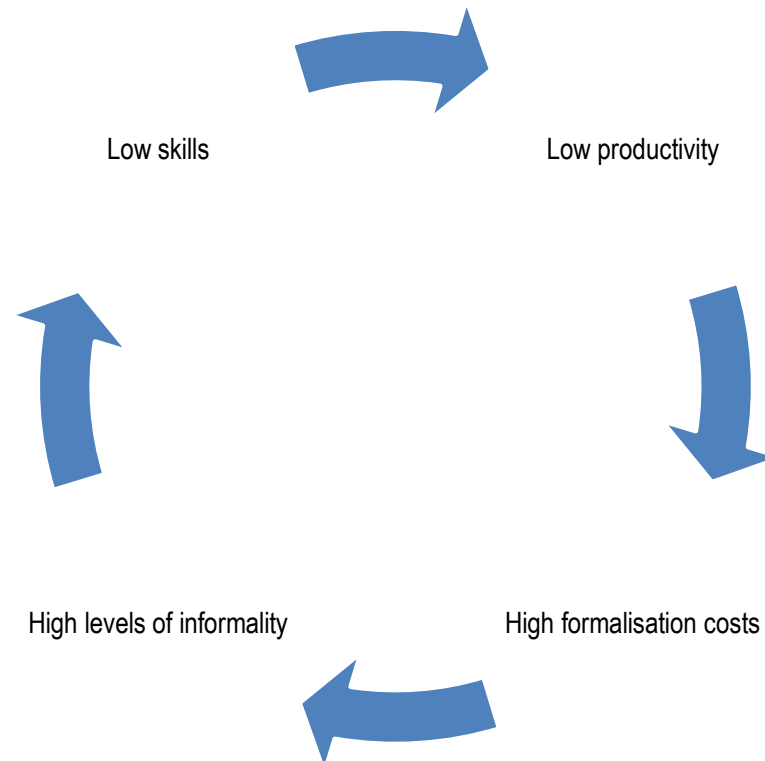 Low skills
Low productivity
High levels of informality
High formalisation costs